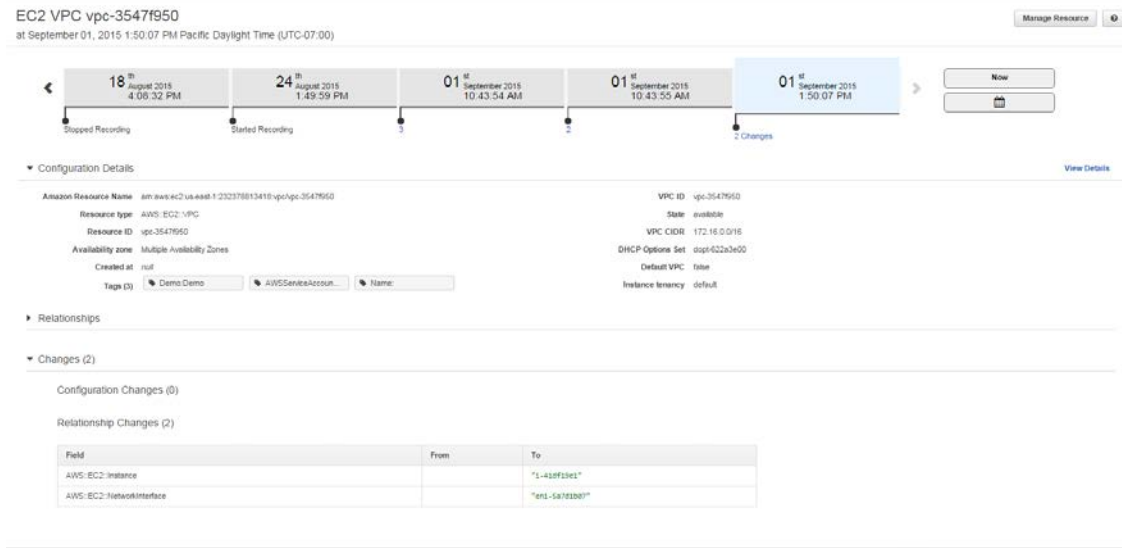 EC2 VPC vpc-3547f950
Manage Resource
at September 01, 2015 1:50:07 PM Pacific Daylight Time (UTC-07:00)
18 th August 2015 4:08:32 PM
24 th August 2015 1:49:59 PM
01 st September 2015 10:43:54 AM
01 st September 2015 10:43:55 AM
01 st September 2015 1:50:07 PM
Now
Stopped Recording
Started Recording
3
2
2 Changes
Configuration Details
View Details
Amazon Resource Name
VPC ID vpc-3547f950
Resource type AWS::EC2::VPC
State available
Resource ID vpc-3547f950
VPC CIDR 172.16.0.0/16
Availability zone Multiple Availability Zones
DHCP Options Set dopt-622a3e00
Created at null
Default VPC false
Tags (3) Demo:Demo AWSServiceAccoun... Name:
Instance tenancy default
Relationships
Changes (2)
Configuration Changes (0)
Relationship Changes (2)
Field From To
AWS::EC2::Instance
AWS::EC2::NetworkInterface